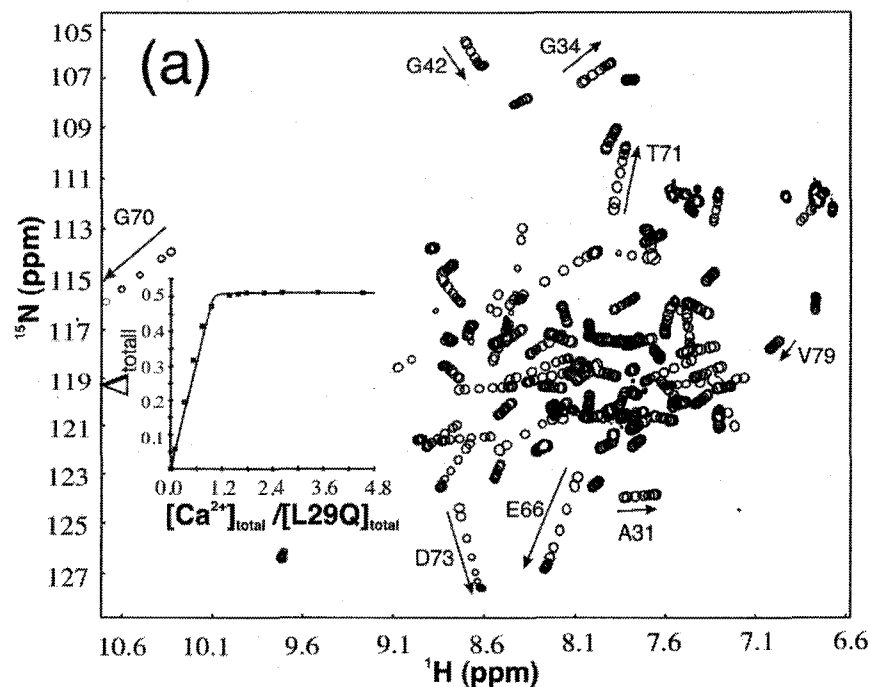 (a)
105
107
109
111
113
115
117
119
121
123
125
127
¹⁵N (ppm)
G42
G34
T71
G70
V79
E66
A31
D73
0.5
0.4
0.3
0.2
0.1
Δtotall
0.0 1.2 2.4 3.6 4.8
[Ca²⁺]total /[L29Q]total
10.6 10.1 9.6 9.1 8.6 8.1 7.6 7.1 6.6
¹H (ppm)